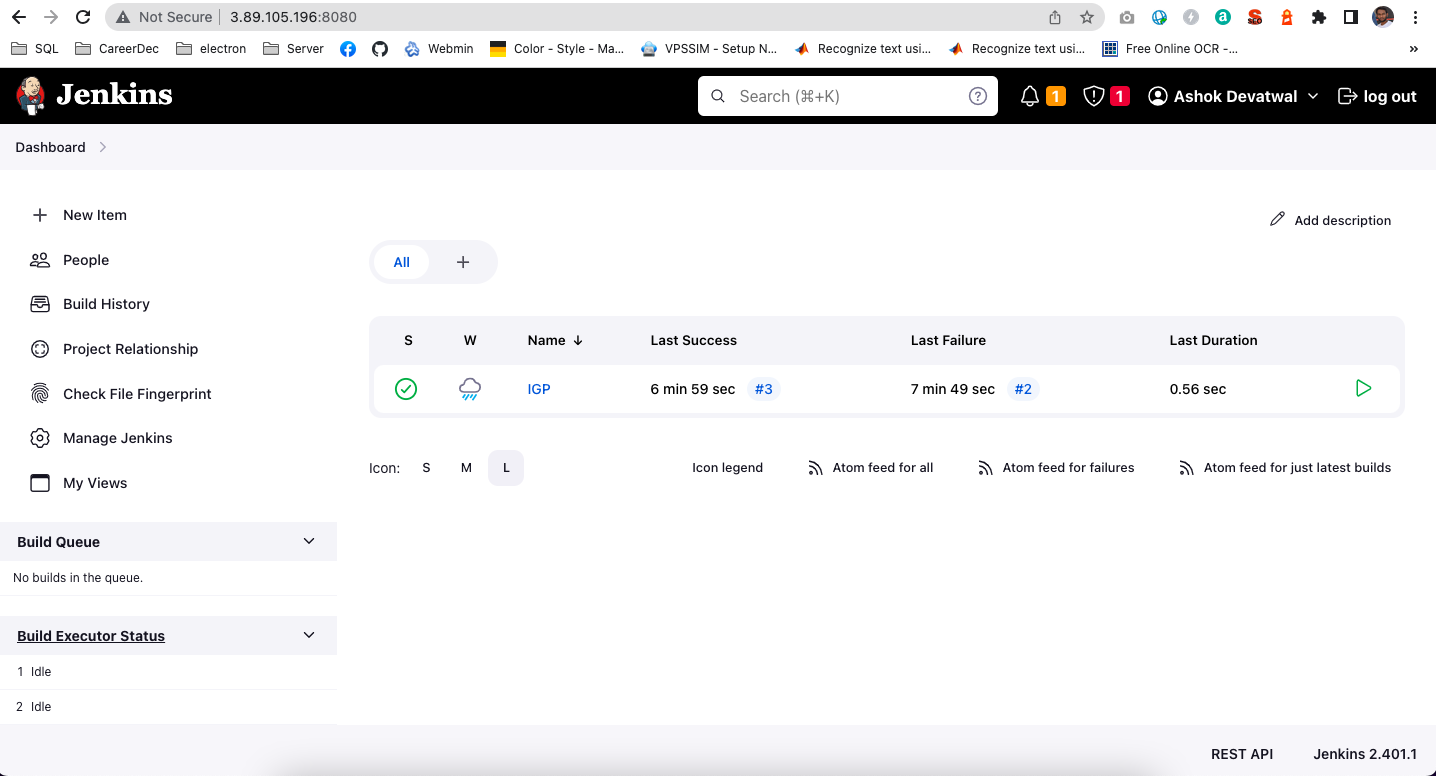 Not Secure 3.89.105.196:8080
SQL CareerDec electron Server Webmin Color - Style - Ma... VPSSIM - Setup N... Recognize text usi... Recognize text usi... Free Online OCR -... »
Jenkins Search (⌘+K) ? 1 1 Ashok Devatwal log out
Dashboard
New Item
Add description
People
All +
Build History
Project Relationship
S W Name ↓ Last Success Last Failure Last Duration
Check File Fingerprint
IGP 6 min 59 sec #3 7 min 49 sec #2 0.56 sec
Manage Jenkins
Icon: S M L Icon legend Atom feed for all Atom feed for failures Atom feed for just latest builds
My Views
Build Queue
No builds in the queue.
Build Executor Status
1 Idle
2 Idle
REST API Jenkins 2.401.1